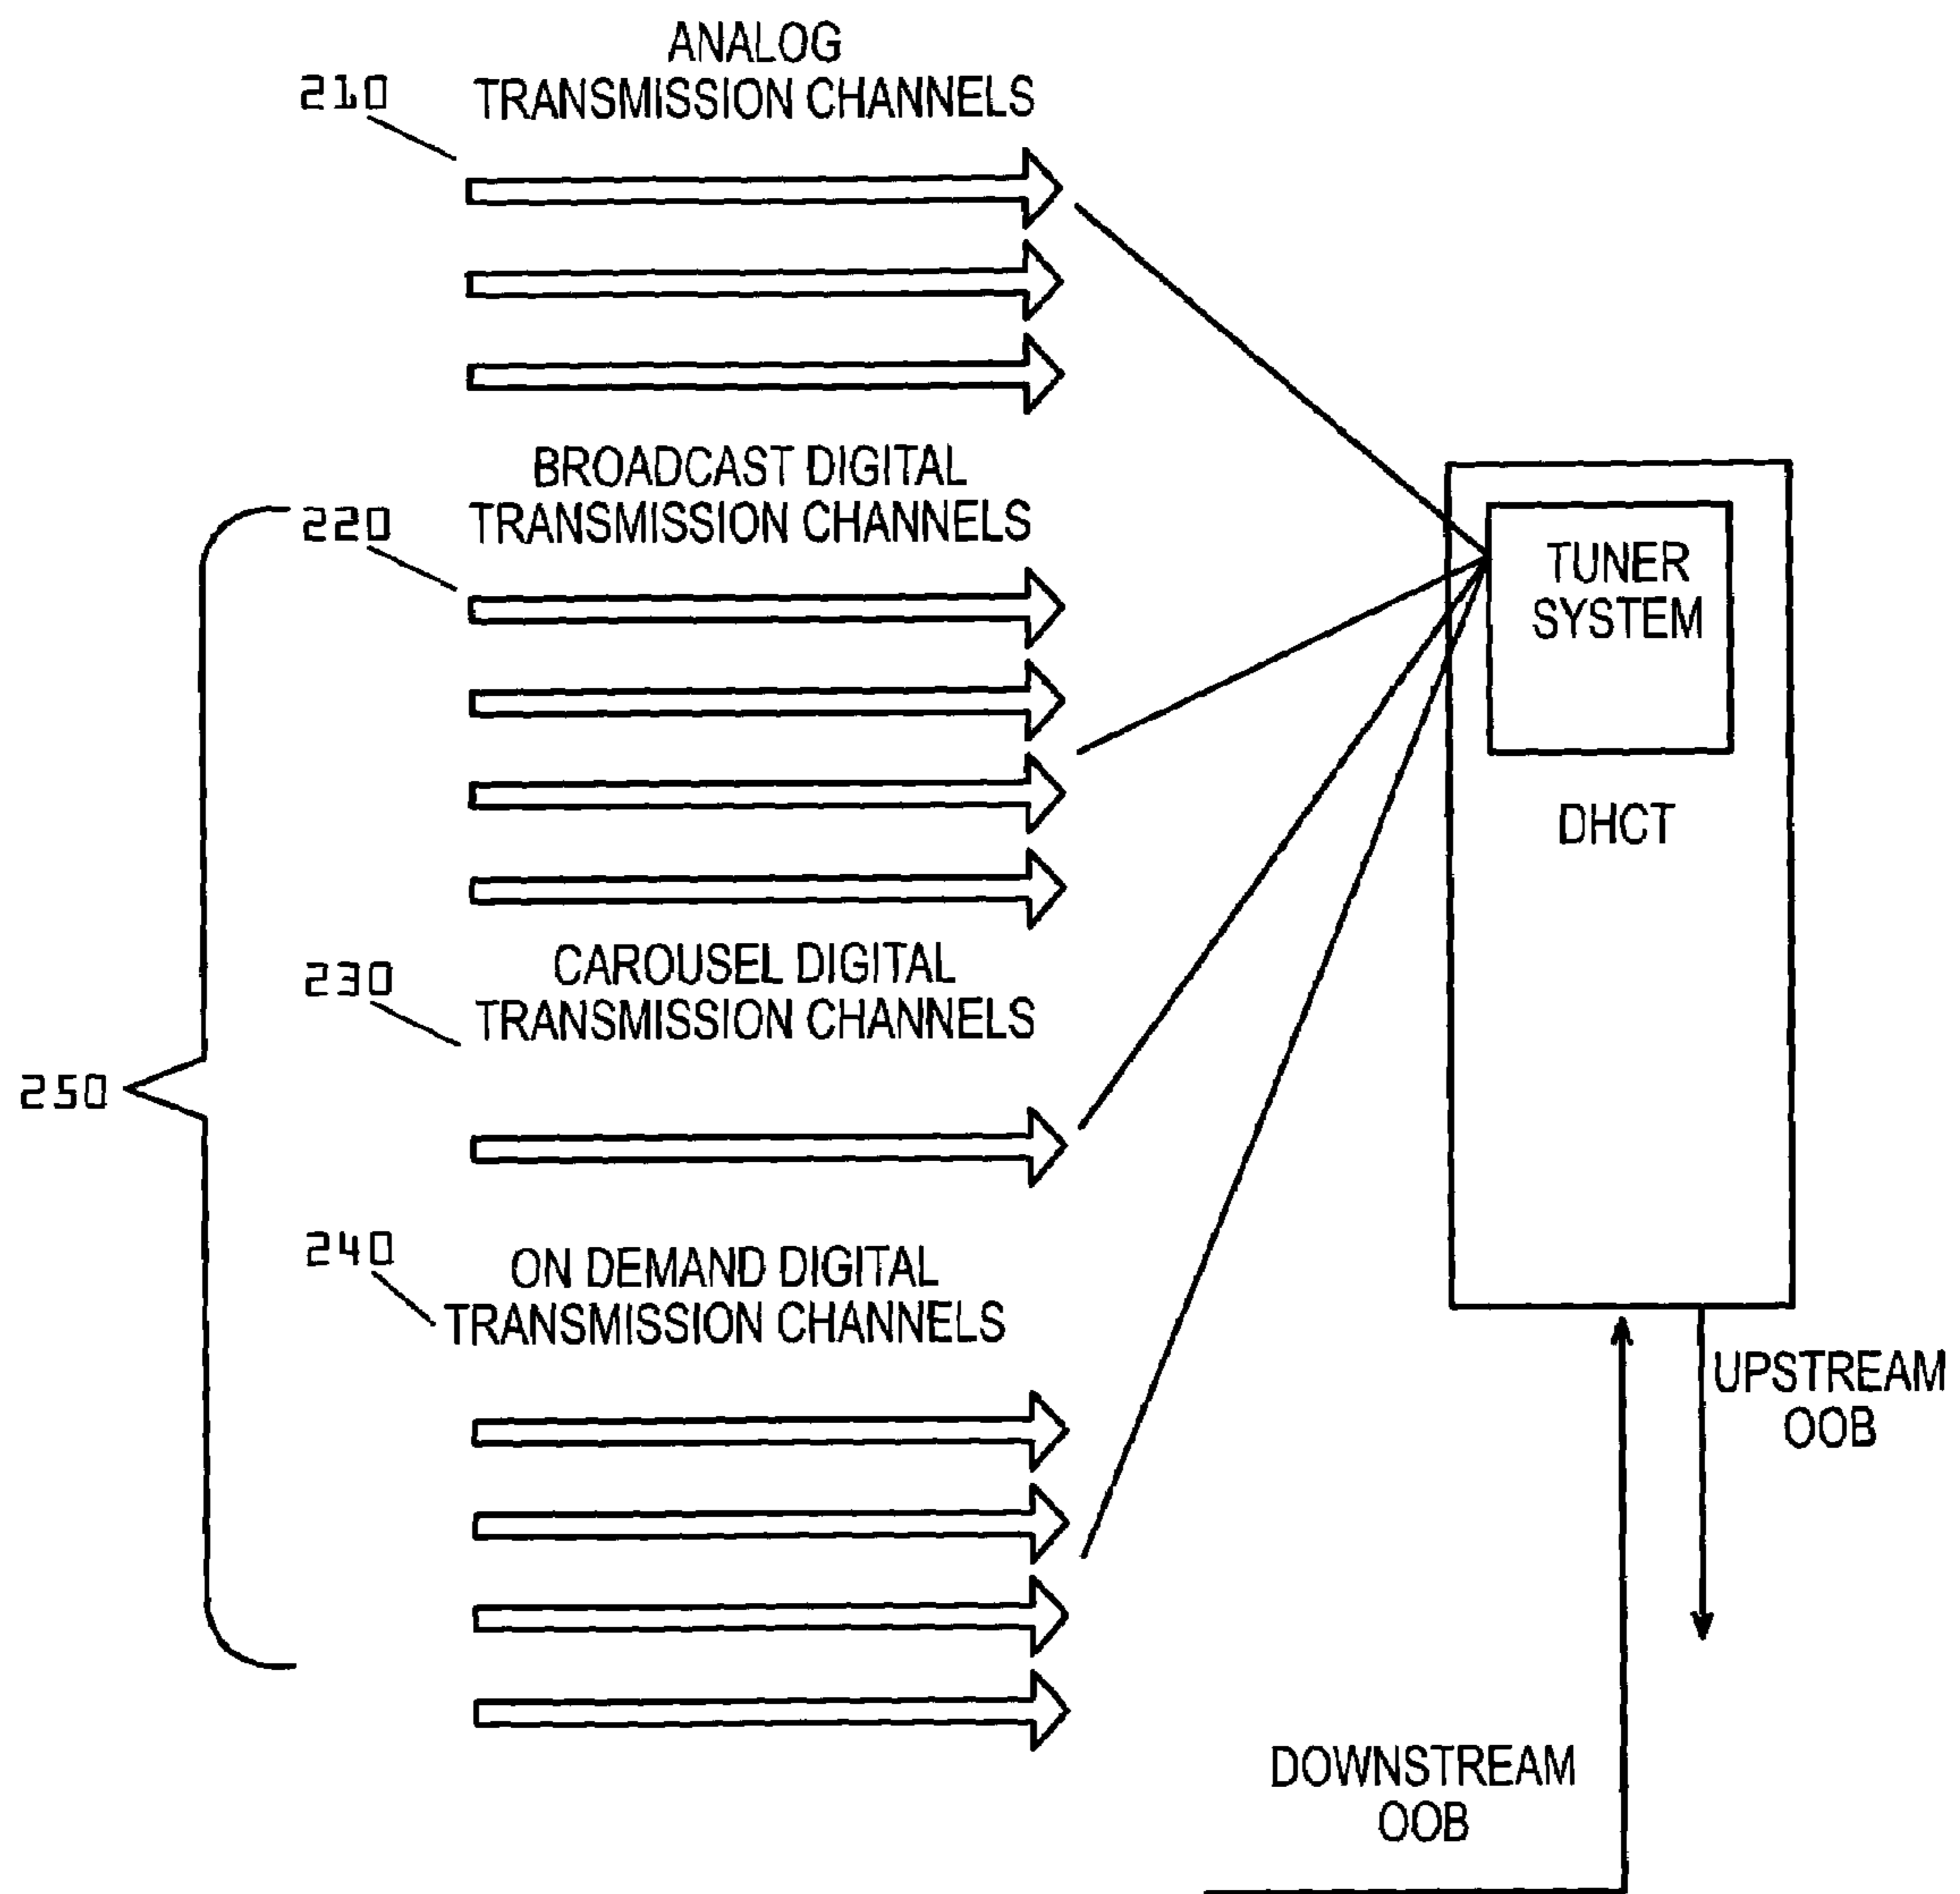 ANALOG
210 TRANSMISSION CHANNELS
BROADCAST DIGITAL
220 TRANSMISSION CHANNELS
TUNER
SYSTEM
DHCT
CAROUSEL DIGITAL
230 TRANSMISSION CHANNELS
250
240 ON DEMAND DIGITAL
TRANSMISSION CHANNELS
UPSTREAM
OOB
DOWNSTREAM
OOB